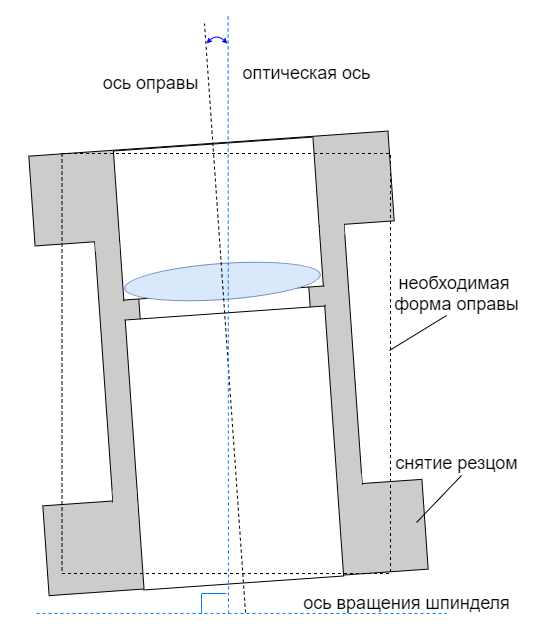 оптическая ось
ось оправы
необходимая
форма оправы
снятие резцом
ось вращения шпинделя